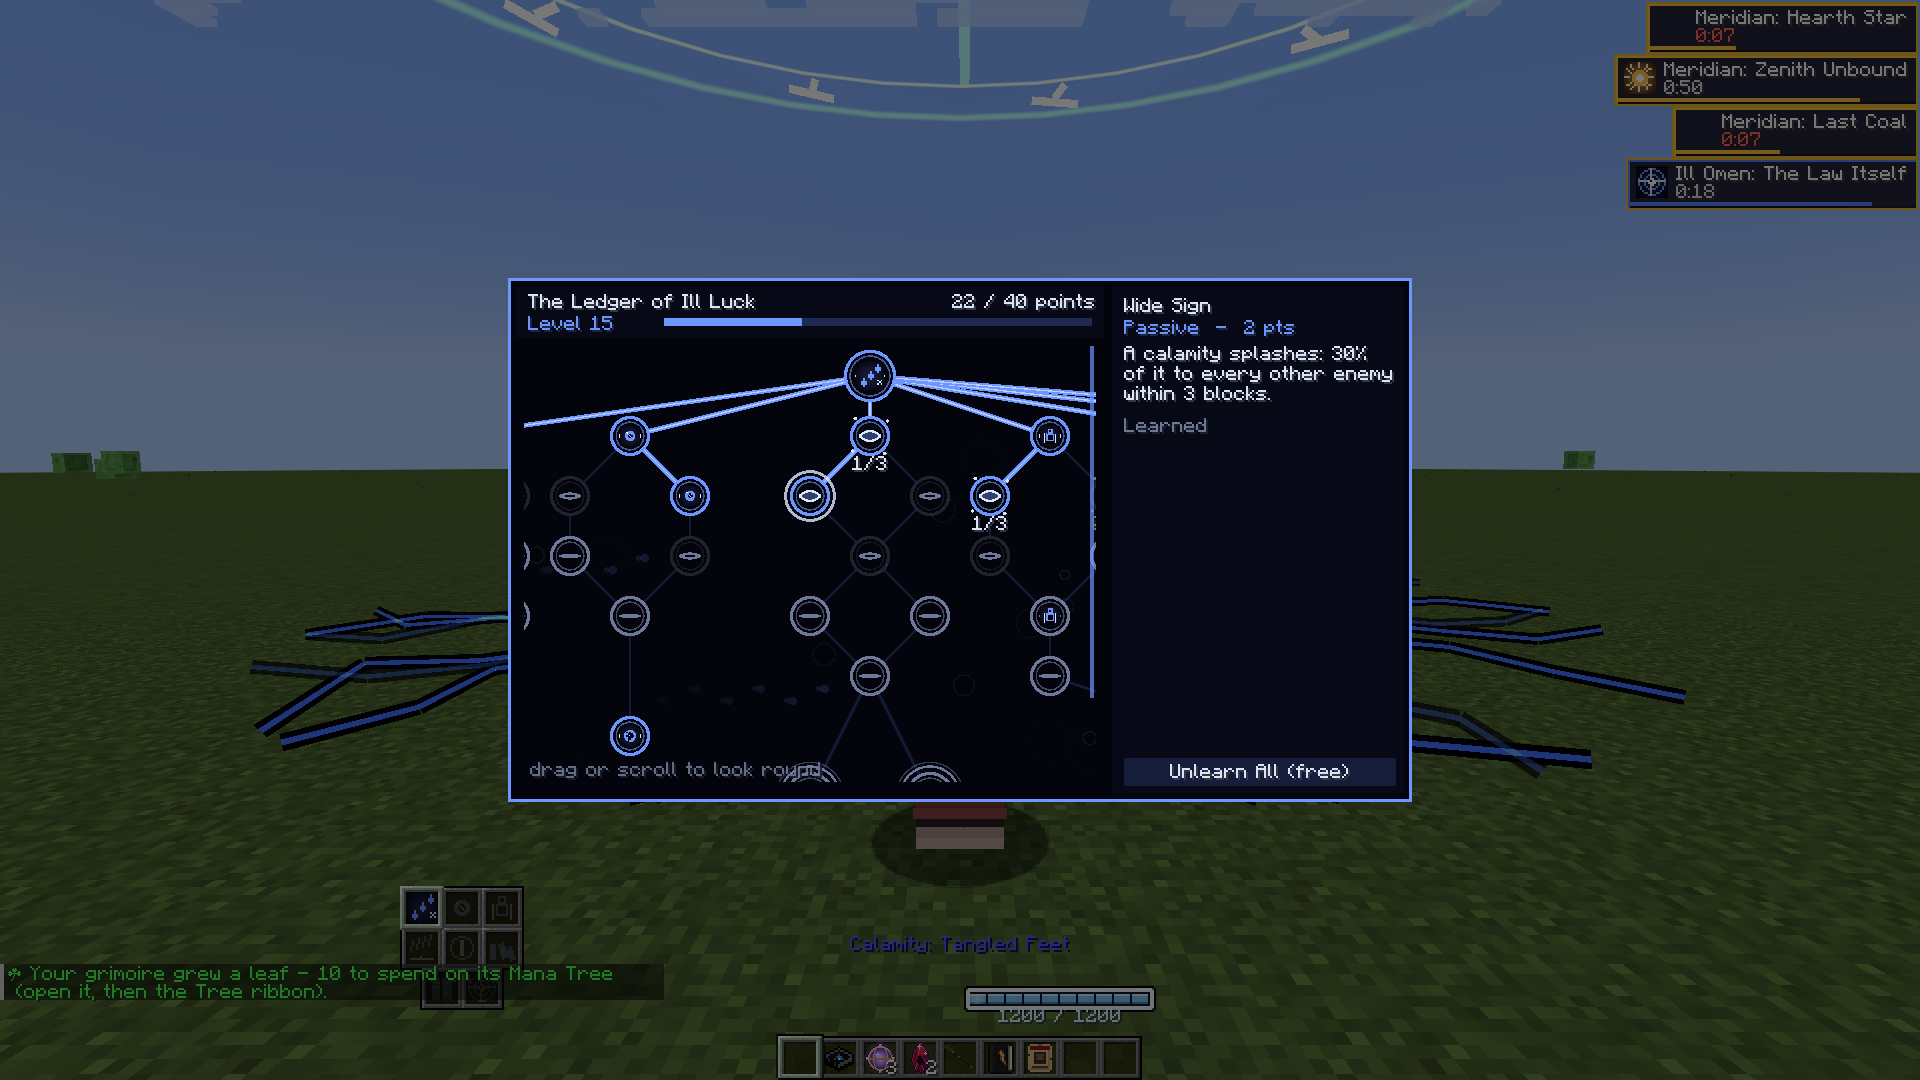 Meridian: Hearth Star
0:07
Meridian: Zenith Unbound
0:50
Meridian: Last Coal
0:07
Ill Omen: The Law Itself
0:18
The Ledger of Ill Luck
22 / 40 points
Level 15
1/3
1/3
drag or scroll to look round
Wide Sign
Passive - 2 pts
A calamity splashes: 30%
of it to every other enemy
within 3 blocks.
Learned
Unlearn All (free)
Calamity: Tangled Feet
Your grimoire grew a leaf - 10 to spend on its Mana Tree
(open it, then the Tree ribbon).
1200 / 1200
3
2